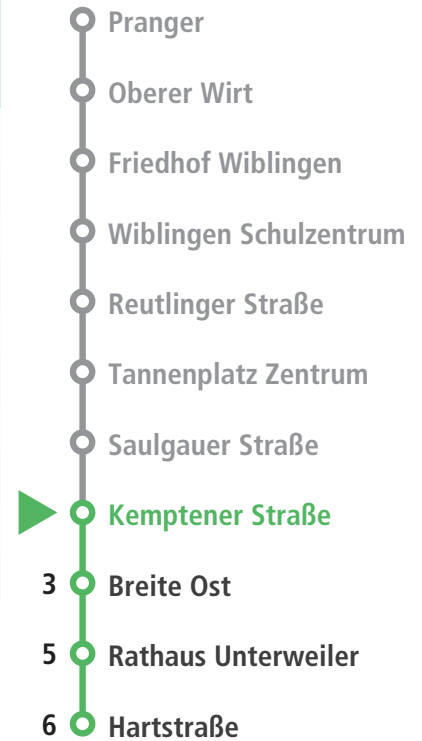 Pranger
Oberer Wirt
Friedhof Wiblingen
Wiblingen Schulzentrum
Reutlinger Straße
Tannenplatz Zentrum
Saulgauer Straße
Kemptener Straße
3 Breite Ost
5 Rathaus Unterweiler
6 Hartstraße